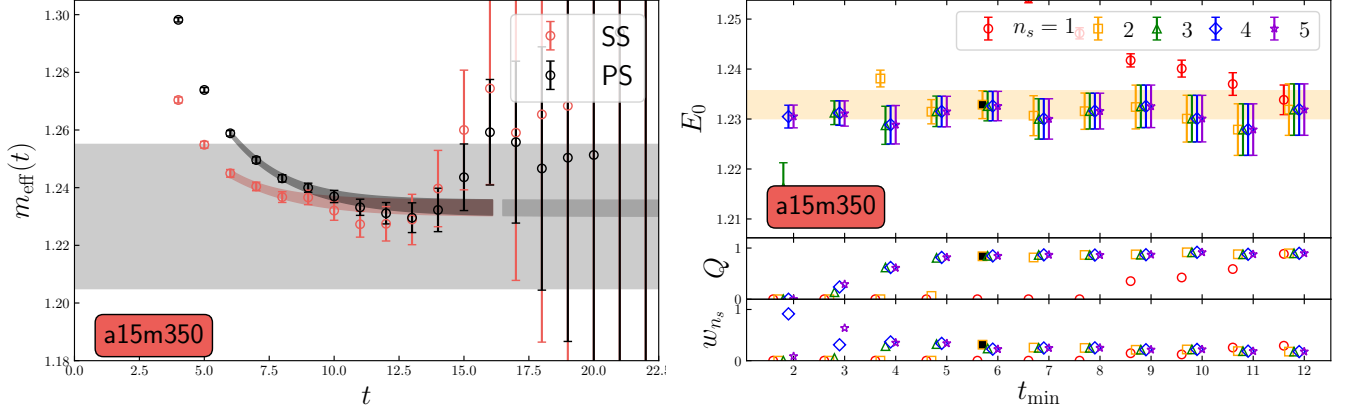 1.30
1.28
1.26
1.24
1.22
1.20
1.18
m_eff(t)
SS
PS
a15m350
0.0 2.5 5.0 7.5 10.0 12.5 15.0 17.5 20.0 22.5
t
1.25
1.24
1.23
1.22
1.21
E_0
n_s = 1 2 3 4 5
a15m350
1
0
Q
1
0
w_{n_s}
2 3 4 5 6 7 8 9 10 11 12
t_min